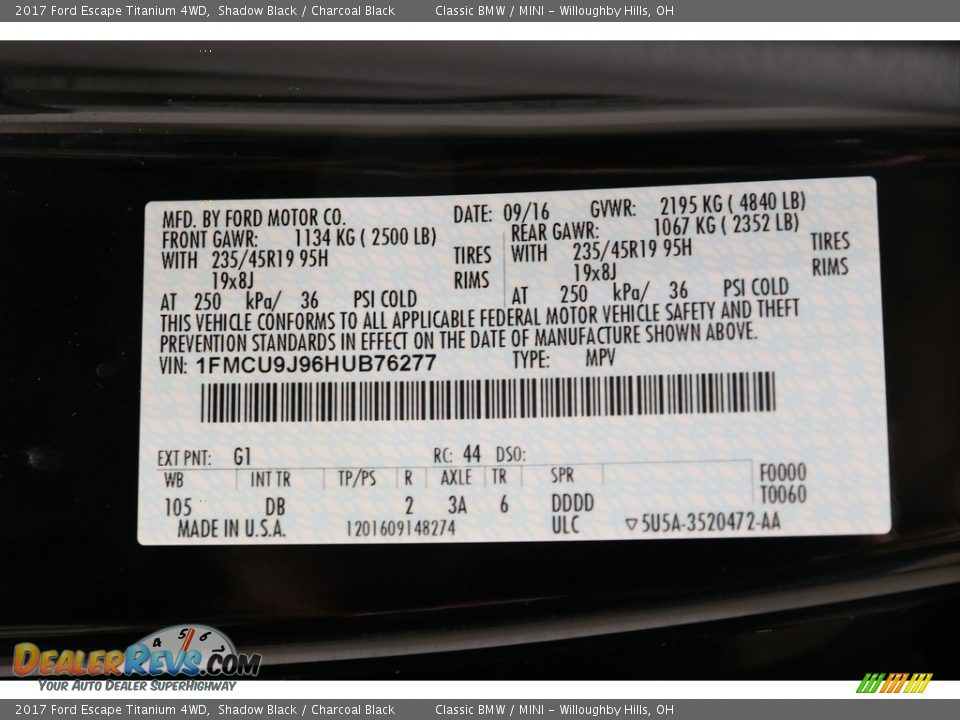 2017 Ford Escape Titanium 4WD, Shadow Black / Charcoal Black Classic BMW / MINI - Willoughby Hills, OH
MFD. BY FORD MOTOR CO. DATE: 09/16 GVWR: 2195 KG ( 4840 LB)
FRONT GAWR: 1134 KG ( 2500 LB) REAR GAWR: 1067 KG ( 2352 LB)
WITH 235/45R19 95H TIRES WITH 235/45R19 95H TIRES
19x8J RIMS 19x8J RIMS
AT 250 kPa/ 36 PSI COLD AT 250 kPa/ 36 PSI COLD
THIS VEHICLE CONFORMS TO ALL APPLICABLE FEDERAL MOTOR VEHICLE SAFETY AND THEFT
PREVENTION STANDARDS IN EFFECT ON THE DATE OF MANUFACTURE SHOWN ABOVE.
VIN: 1FMCU9J96HUB76277 TYPE: MPV
EXT PNT: G1 RC: 44 DSO:
WB INT TR TP/PS R AXLE TR SPR F0000
105 DB 2 3A 6 DDDD T0060
MADE IN U.S.A. 1201609148274 ULC ▽5U5A-3520472-AA
4 5 6
DEALERREVS.COM
YOUR AUTO DEALER SUPERHIGHWAY
2017 Ford Escape Titanium 4WD, Shadow Black / Charcoal Black Classic BMW / MINI - Willoughby Hills, OH